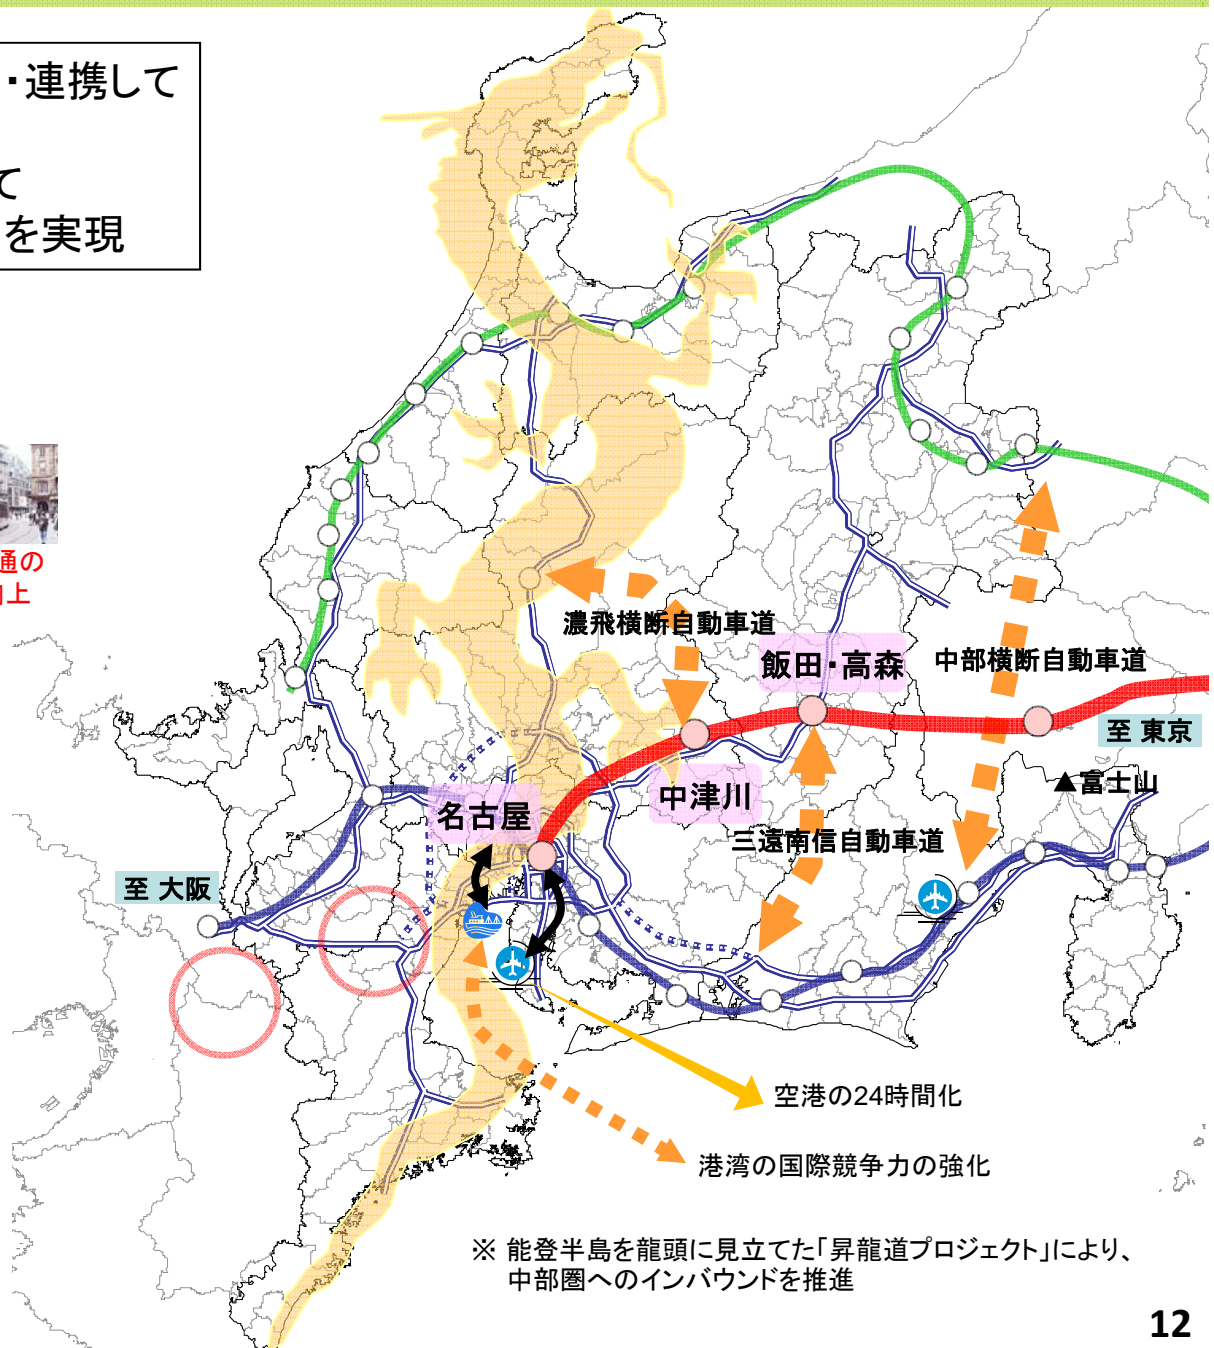 ・連携して
て
を実現
通の
向上
濃飛横断自動車道
飯田・高森
中部横断自動車道
至 東京
中津川
▲富士山
名古屋
三遠南信自動車道
至 大阪
空港の24時間化
港湾の国際競争力の強化
※ 能登半島を龍頭に見立てた「昇龍道プロジェクト」により、
中部圏へのインバウンドを推進
12